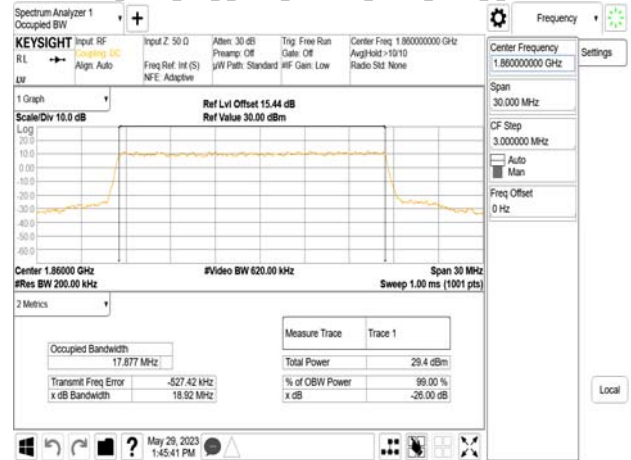 Spectrum Analyzer 1
Occupied BW
Frequency
KEYSIGHT
RL
Input: RF
Coupling: DC
Align: Auto
Input Z: 50 Ω
Freq Ref: Int (S)
NFE: Adaptive
Atten: 30 dB
Preamp: Off
µW Path: Standard
Trig: Free Run
Gate: Off
#IF Gain: Low
Center Freq: 1.860000000 GHz
Avg|Hold:>10/10
Radio Std: None
Center Frequency
1.860000000 GHz
Settings
Span
30.000 MHz
CF Step
3.000000 MHz
Auto
Man
Freq Offset
0 Hz
Local
1 Graph
Scale/Div 10.0 dB
Ref Lvl Offset 15.44 dB
Ref Value 30.00 dBm
Log
20.0
10.0
0.00
-10.0
-20.0
-30.0
-40.0
-50.0
-60.0
Center 1.86000 GHz
#Video BW 620.00 kHz
Span 30 MHz
#Res BW 200.00 kHz
Sweep 1.00 ms (1001 pts)
2 Metrics
Measure Trace Trace 1
Occupied Bandwidth
17.877 MHz
Total Power 29.4 dBm
Transmit Freq Error -527.42 kHz
% of OBW Power 99.00 %
x dB Bandwidth 18.92 MHz
x dB -26.00 dB
May 29, 2023
1:45:41 PM